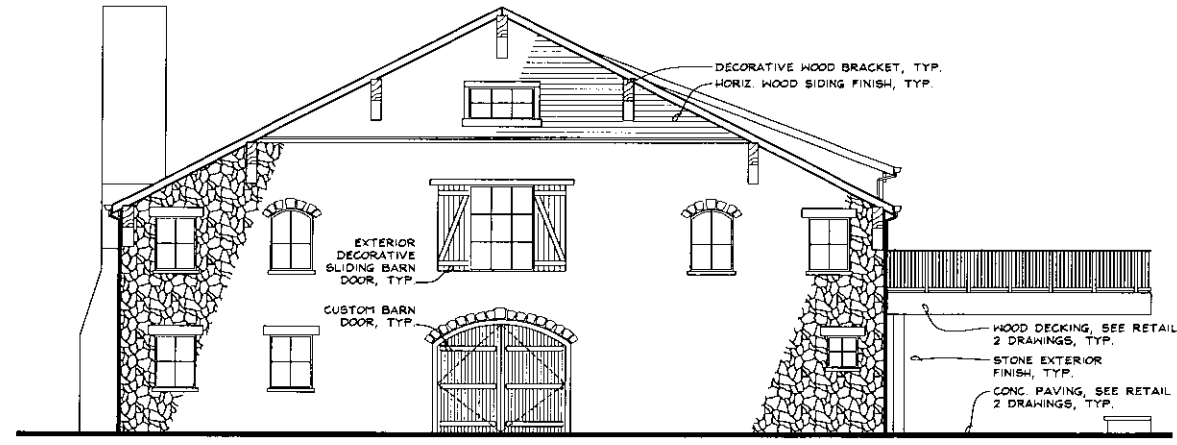 DECORATIVE WOOD BRACKET, TYP.
HORIZ. WOOD SIDING FINISH, TYP.
EXTERIOR
DECORATIVE
SLIDING BARN
DOOR, TYP.
CUSTOM BARN
DOOR, TYP.
WOOD DECKING, SEE RETAIL
2 DRAWINGS, TYP.
STONE EXTERIOR
FINISH, TYP.
CONC. PAVING, SEE RETAIL
2 DRAWINGS, TYP.